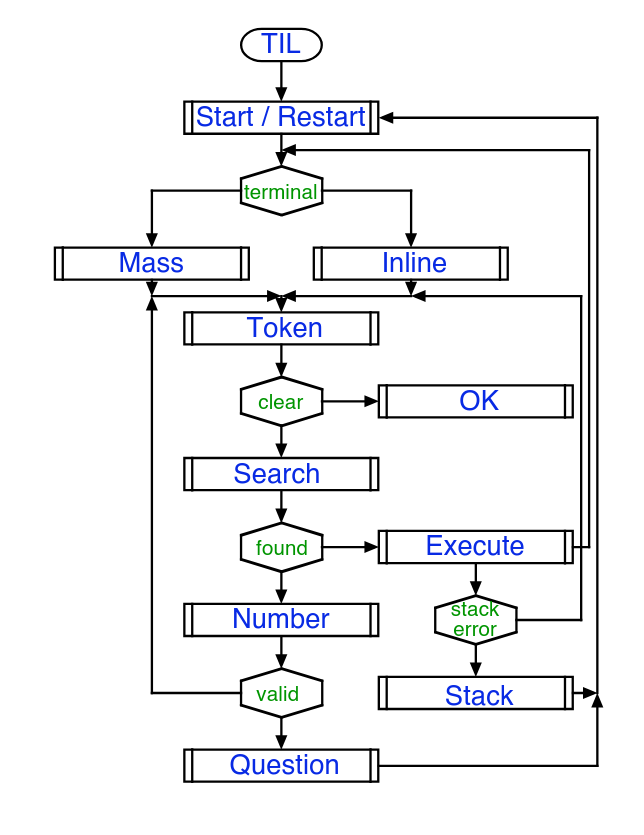 TIL
Start / Restart
terminal
Mass
Inline
Token
clear
OK
Search
found
Execute
Number
stack
error
valid
Stack
Question